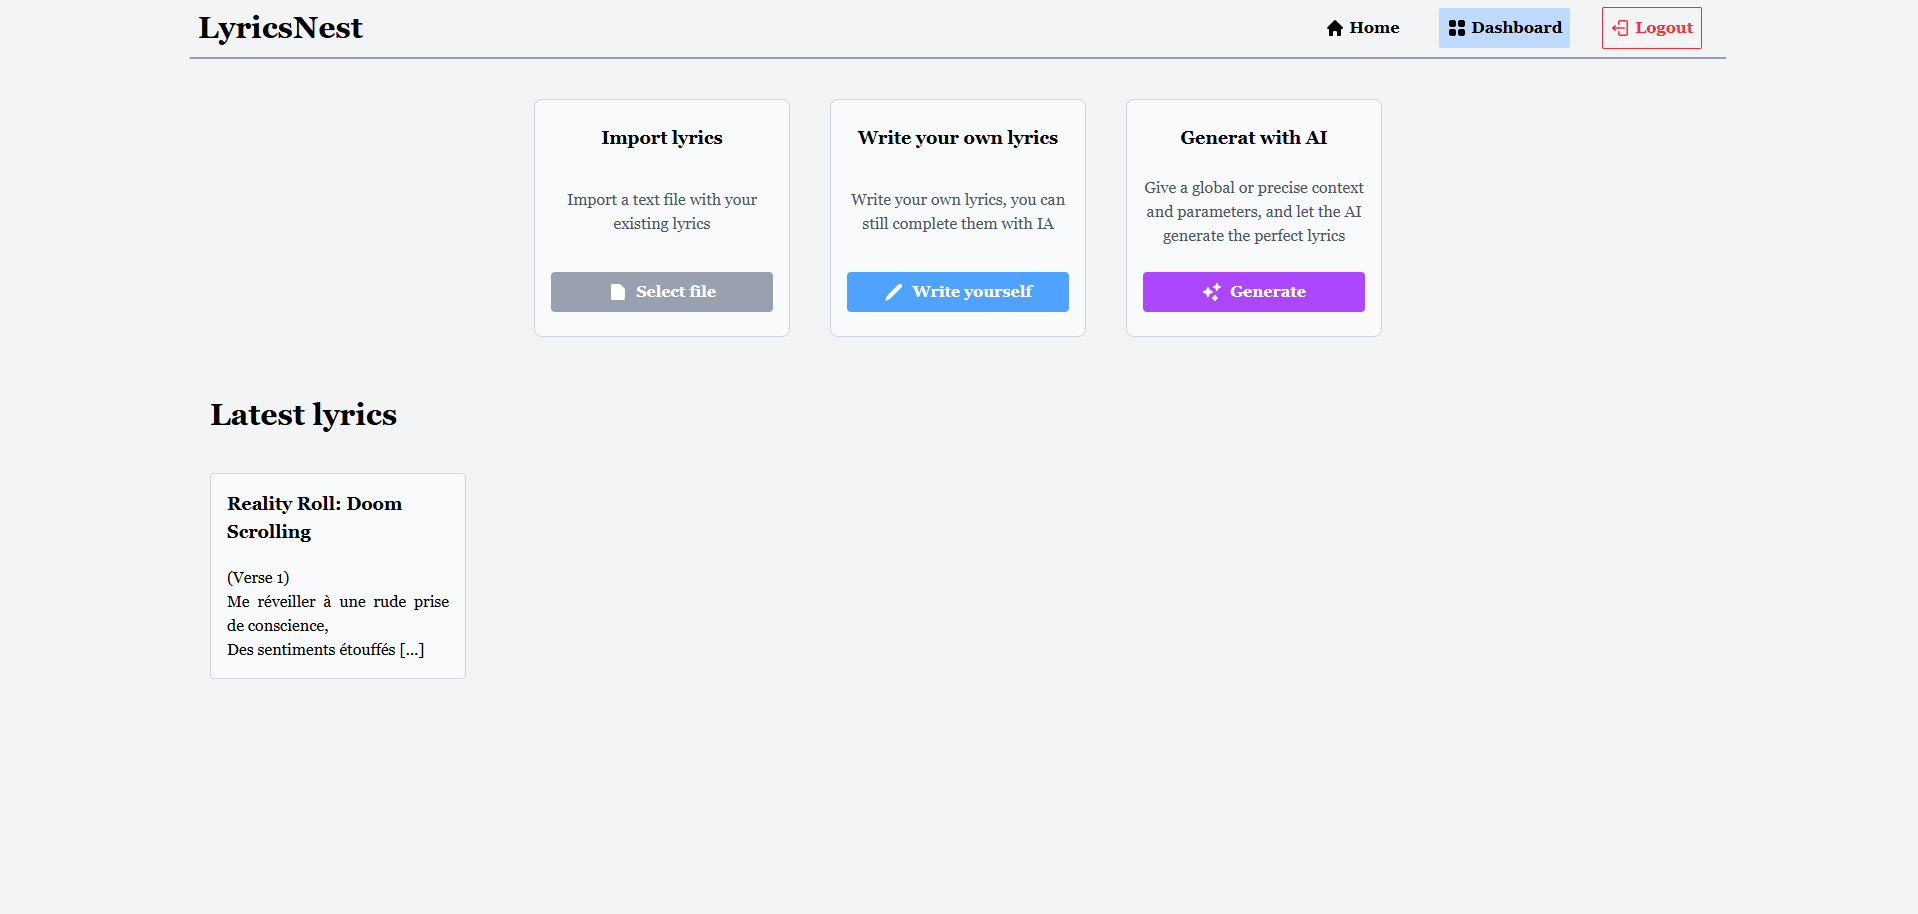 LyricsNest
Home
Dashboard
Logout
Import lyrics
Import a text file with your
existing lyrics
Select file
Write your own lyrics
Write your own lyrics, you can
still complete them with IA
Write yourself
Generat with AI
Give a global or precise context
and parameters, and let the AI
generate the perfect lyrics
Generate
Latest lyrics
Reality Roll: Doom
Scrolling
(Verse 1)
Me réveiller à une rude prise
de conscience,
Des sentiments étouffés [...]